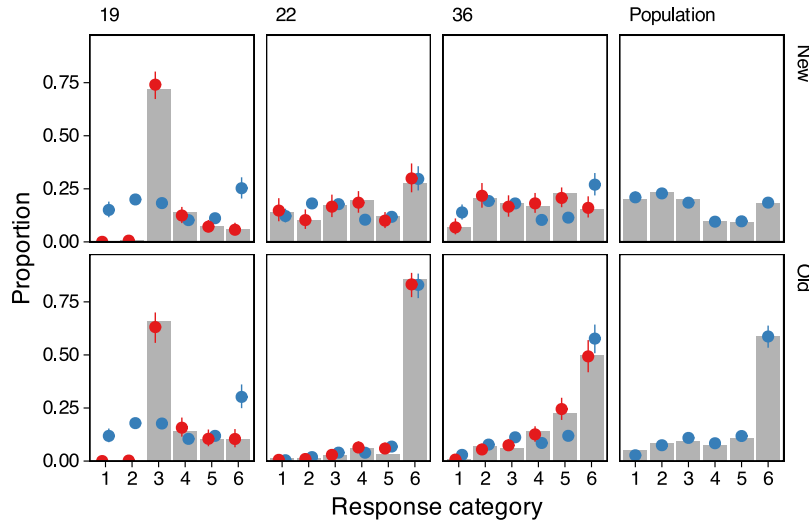 19 22 36 Population
Proportion
0.75
0.50
0.25
0.00
New
0.75
0.50
0.25
0.00
Old
1 2 3 4 5 6 1 2 3 4 5 6 1 2 3 4 5 6 1 2 3 4 5 6
Response category